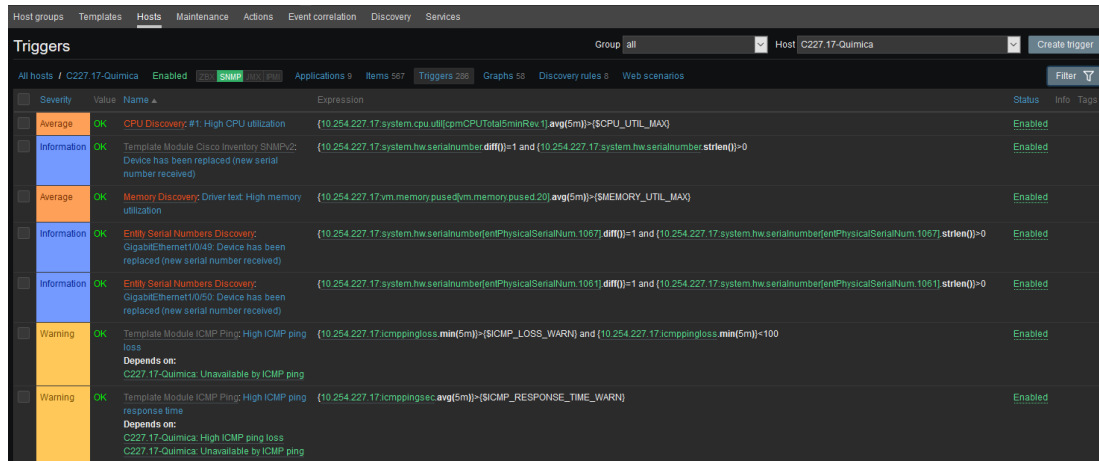 Host groups Templates Hosts Maintenance Actions Event correlation Discovery Services
Triggers Group all Host C227.17-Quimica Create trigger
All hosts / C227.17-Quimica Enabled ZBX SNMP JMX IPMI Applications 9 Items 567 Triggers 286 Graphs 58 Discovery rules 8 Web scenarios Filter
Severity Value Name Expression Status Info Tags
Average OK CPU Discovery: #1: High CPU utilization {10.254.227.17:system.cpu.util[cpmCPUTotal5minRev.1].avg(5m)}>{$CPU_UTIL_MAX} Enabled
Information OK Template Module Cisco Inventory SNMPv2: {10.254.227.17:system.hw.serialnumber.diff()}=1 and {10.254.227.17:system.hw.serialnumber.strlen()}>0 Enabled
Device has been replaced (new serial
number received)
Average OK Memory Discovery: Driver text: High memory {10.254.227.17:vm.memory.pused[vm.memory.pused.20].avg(5m)}>{$MEMORY_UTIL_MAX} Enabled
utilization
Information OK Entity Serial Numbers Discovery: {10.254.227.17:system.hw.serialnumber[entPhysicalSerialNum.1067].diff()}=1 and {10.254.227.17:system.hw.serialnumber[entPhysicalSerialNum.1067].strlen()}>0 Enabled
GigabitEthernet1/0/49: Device has been
replaced (new serial number received)
Information OK Entity Serial Numbers Discovery: {10.254.227.17:system.hw.serialnumber[entPhysicalSerialNum.1061].diff()}=1 and {10.254.227.17:system.hw.serialnumber[entPhysicalSerialNum.1061].strlen()}>0 Enabled
GigabitEthernet1/0/50: Device has been
replaced (new serial number received)
Warning OK Template Module ICMP Ping: High ICMP ping {10.254.227.17:icmppingloss.min(5m)}>{$ICMP_LOSS_WARN} and {10.254.227.17:icmppingloss.min(5m)}<100 Enabled
loss
Depends on:
C227.17-Quimica: Unavailable by ICMP ping
Warning OK Template Module ICMP Ping: High ICMP ping {10.254.227.17:icmppingsec.avg(5m)}>{$ICMP_RESPONSE_TIME_WARN} Enabled
response time
Depends on:
C227.17-Quimica: High ICMP ping loss
C227.17-Quimica: Unavailable by ICMP ping